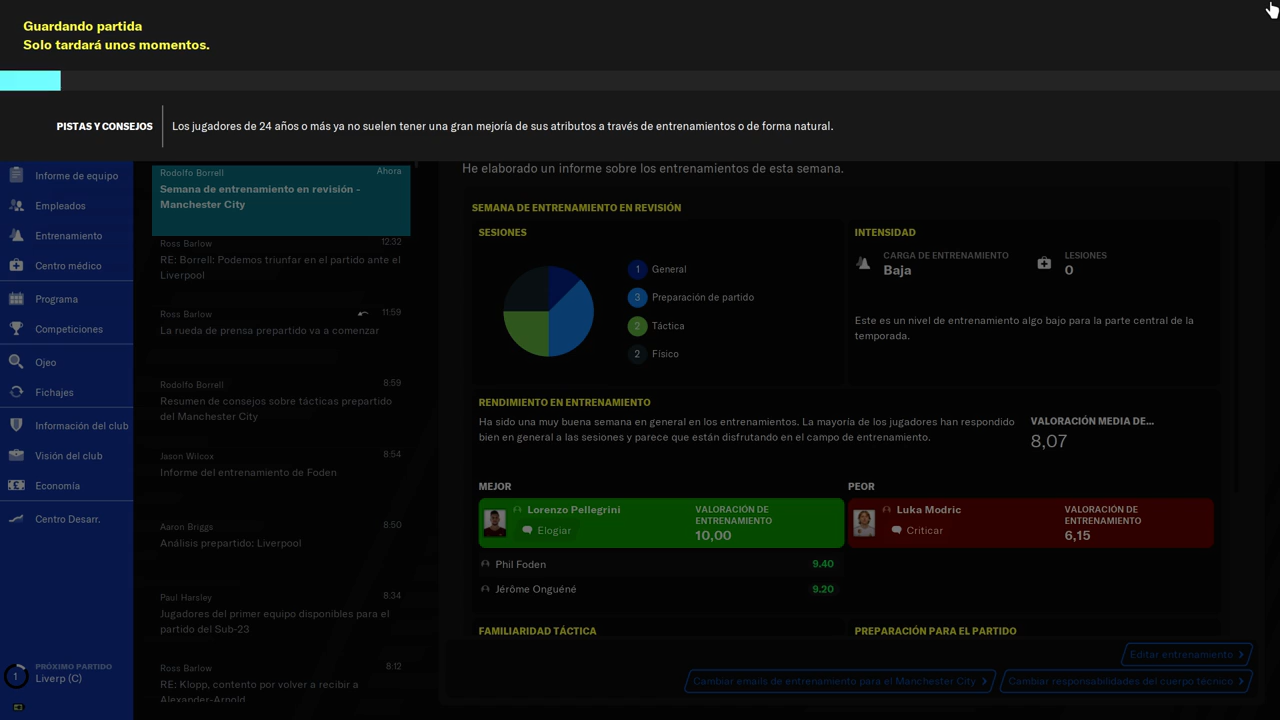 Guardando partida
Solo tardará unos momentos.
PISTAS Y CONSEJOS
Los jugadores de 24 años o más ya no suelen tener una gran mejoría de sus atributos a través de entrenamientos o de forma natural.
Informe de equipo
Empleados
Entrenamiento
Centro médico
Programa
Competiciones
Ojeo
Fichajes
Información del club
Visión del club
Economía
Centro Desarr.
1
PRÓXIMO PARTIDO
Liverp (C)
Rodolfo Borrell
Ahora
Semana de entrenamiento en revisión -
Manchester City
Ross Barlow
12:32
RE: Borrell: Podemos triunfar en el partido ante el
Liverpool
Ross Barlow
11:59
La rueda de prensa prepartido va a comenzar
Rodolfo Borrell
8:59
Resumen de consejos sobre tácticas prepartido
del Manchester City
Jason Wilcox
8:54
Informe del entrenamiento de Foden
Aaron Briggs
8:50
Análisis prepartido: Liverpool
Paul Harsley
8:34
Jugadores del primer equipo disponibles para el
partido del Sub-23
Ross Barlow
8:12
RE: Klopp, contento por volver a recibir a
Alexander-Arnold
He elaborado un informe sobre los entrenamientos de esta semana.
SEMANA DE ENTRENAMIENTO EN REVISIÓN
SESIONES
1 General
3 Preparación de partido
2 Táctica
2 Físico
INTENSIDAD
CARGA DE ENTRENAMIENTO
Baja
LESIONES
0
Este es un nivel de entrenamiento algo bajo para la parte central de la
temporada.
RENDIMIENTO EN ENTRENAMIENTO
Ha sido una muy buena semana en general en los entrenamientos. La mayoría de los jugadores han respondido
bien en general a las sesiones y parece que están disfrutando en el campo de entrenamiento.
VALORACIÓN MEDIA DE...
8,07
MEJOR
Lorenzo Pellegrini
Elogiar
VALORACIÓN DE
ENTRENAMIENTO
10,00
Phil Foden
9.40
Jérôme Onguéné
9.20
PEOR
Luka Modric
Criticar
VALORACIÓN DE
ENTRENAMIENTO
6,15
FAMILIARIDAD TÁCTICA
PREPARACIÓN PARA EL PARTIDO
Editar entrenamiento
Cambiar emails de entrenamiento para el Manchester City
Cambiar responsabilidades del cuerpo técnico